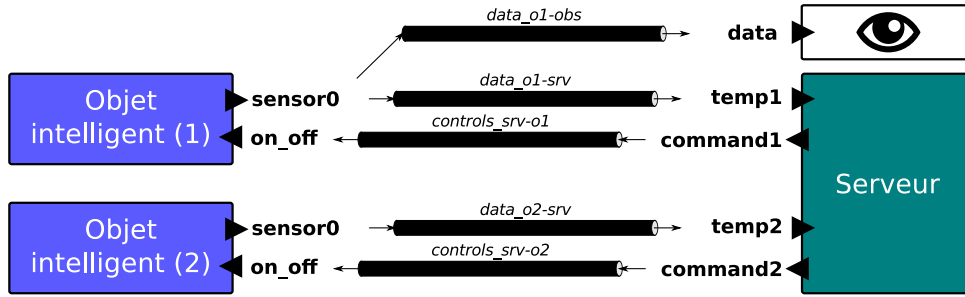 data_o1-obs
data
Objet
intelligent (1)
sensor0
data_o1-srv
temp1
on_off
controls_srv-o1
command1
Serveur
Objet
intelligent (2)
sensor0
data_o2-srv
temp2
on_off
controls_srv-o2
command2